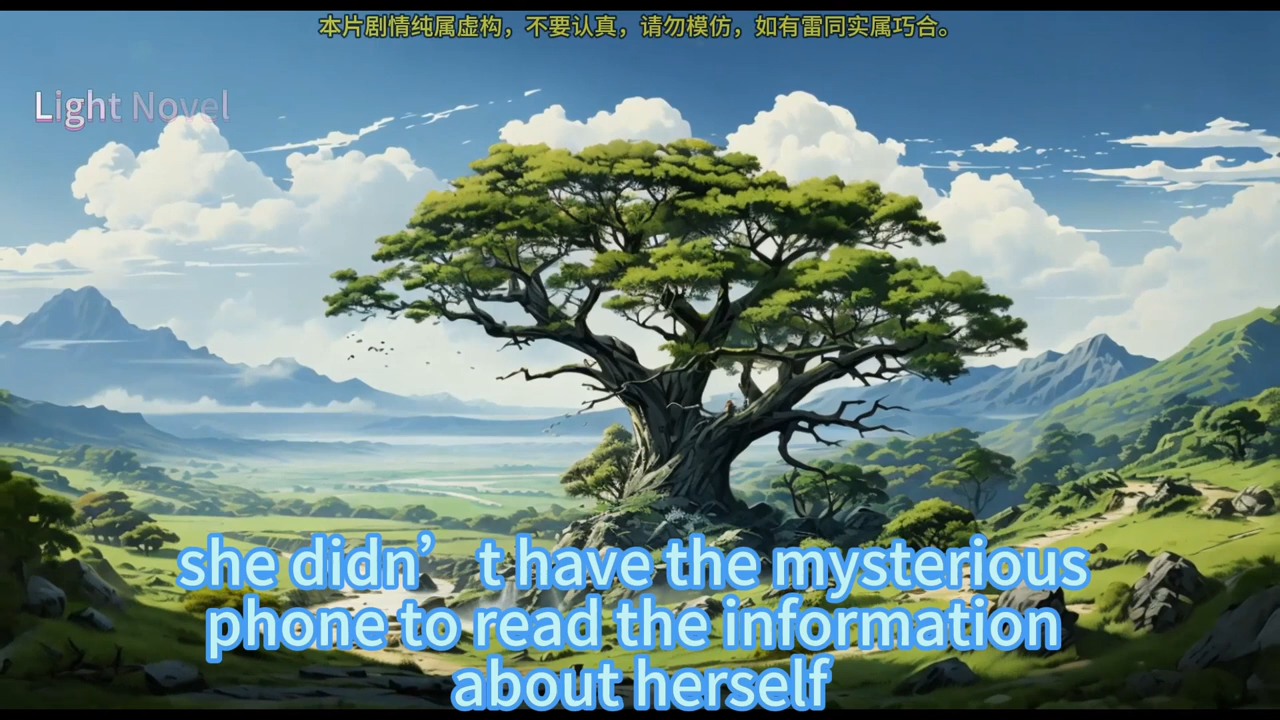 本片剧情纯属虚构，不要认真，请勿模仿，如有雷同实属巧合。
Light Novel
she didn’t have the mysterious
phone to read the information
about herself